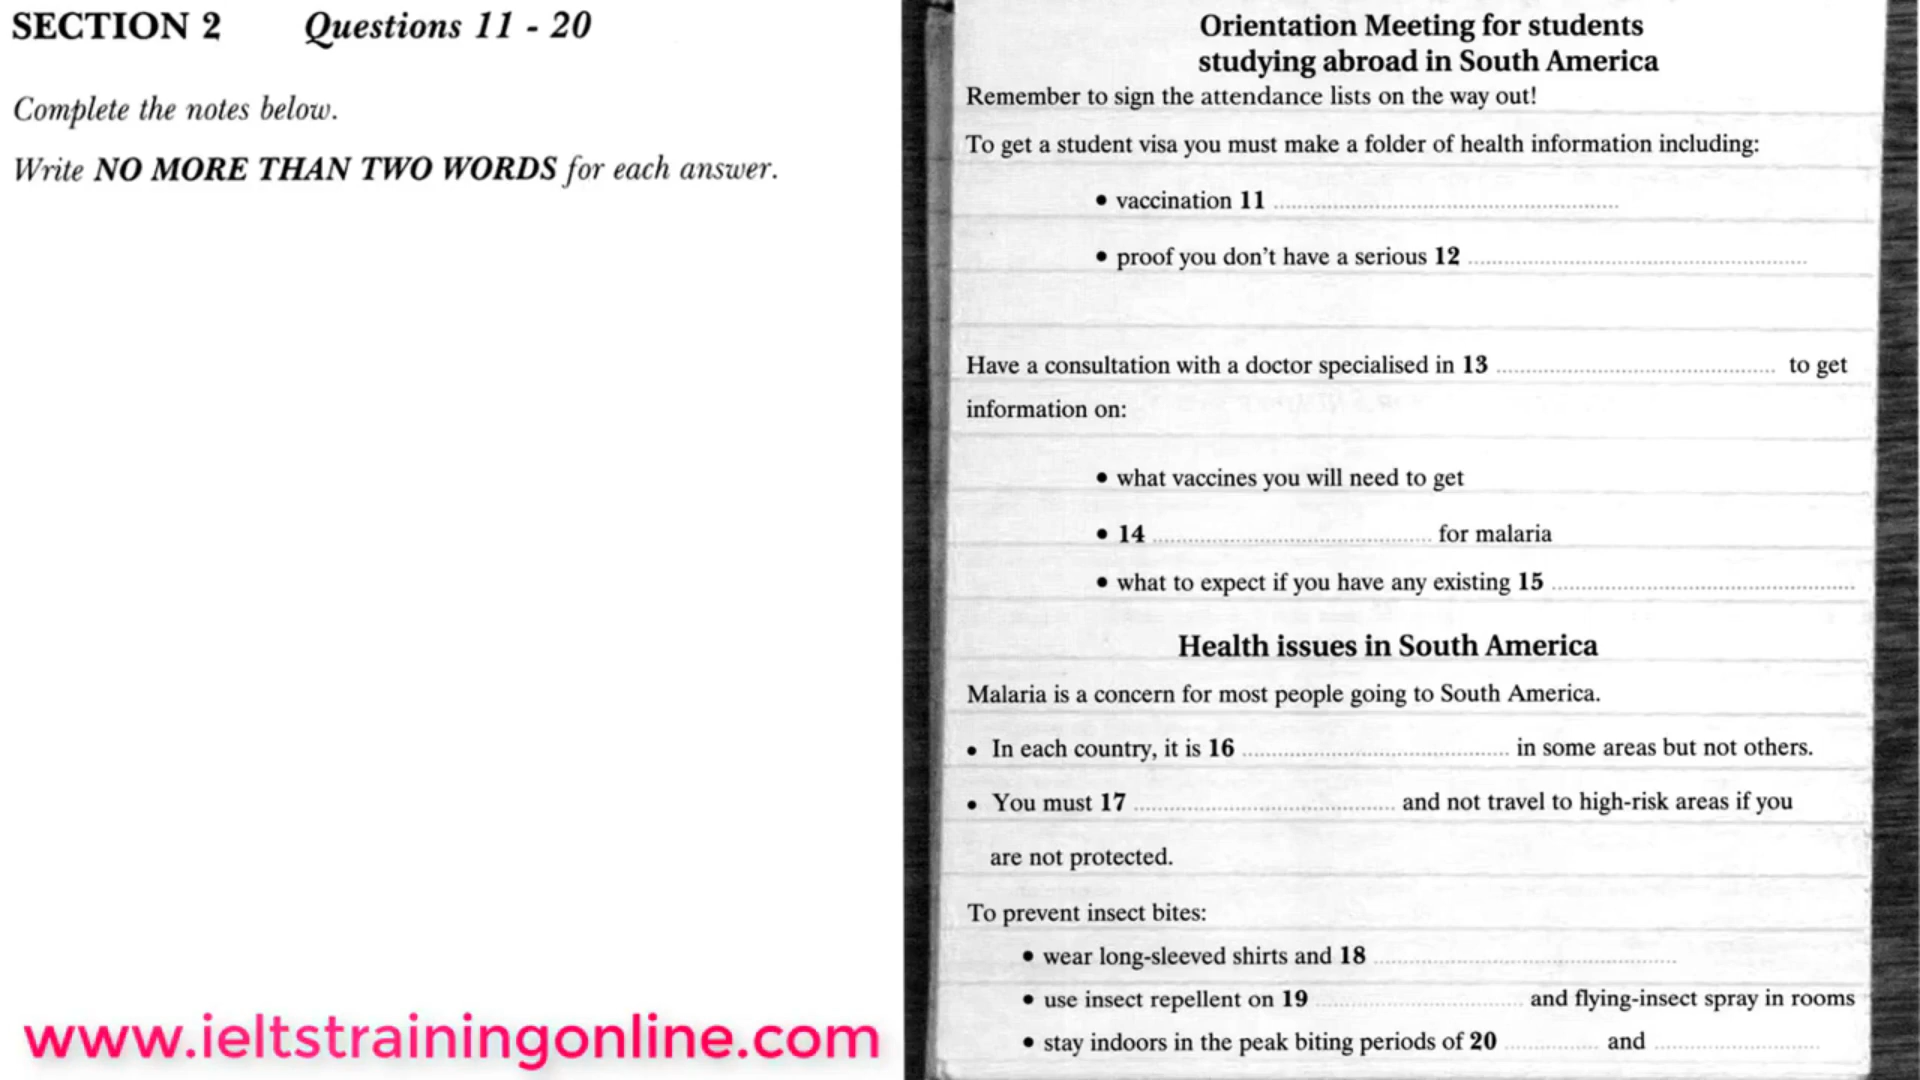 SECTION 2 Questions 11 - 20
Complete the notes below.
Write NO MORE THAN TWO WORDS for each answer.
www.ieltstrainingonline.com
Orientation Meeting for students
studying abroad in South America
Remember to sign the attendance lists on the way out!
To get a student visa you must make a folder of health information including:
• vaccination 11 ........................................
• proof you don't have a serious 12 ........................................
Have a consultation with a doctor specialised in 13 ........................................ to get
information on:
• what vaccines you will need to get
• 14 ........................................ for malaria
• what to expect if you have any existing 15 ........................................
Health issues in South America
Malaria is a concern for most people going to South America.
• In each country, it is 16 ........................................ in some areas but not others.
• You must 17 ........................................ and not travel to high-risk areas if you
are not protected.
To prevent insect bites:
• wear long-sleeved shirts and 18 ........................................
• use insect repellent on 19 ........................................ and flying-insect spray in rooms
• stay indoors in the peak biting periods of 20 .................... and ....................